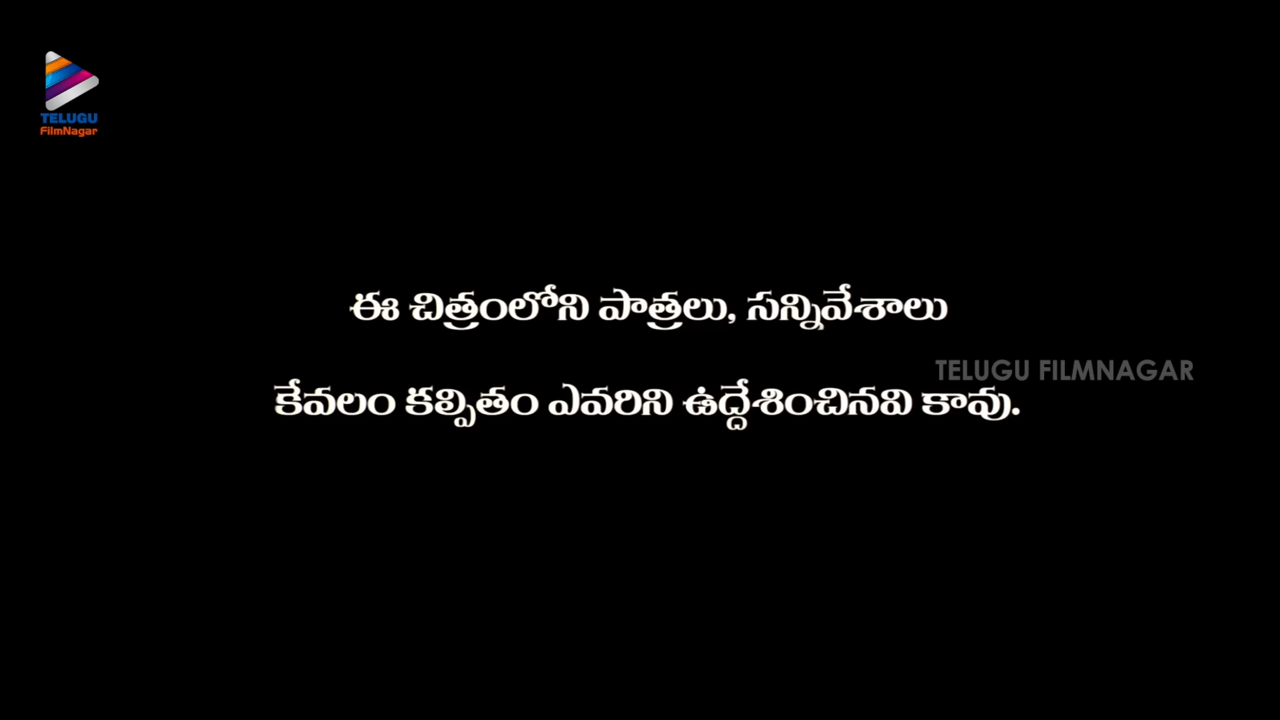 TELUGU
FilmNagar
ఈ చిత్రంలోని పాత్రలు, సన్నివేశాలు
TELUGU FILMNAGAR
కేవలం కల్పితం ఎవరిని ఉద్దేశించినవి కావు.